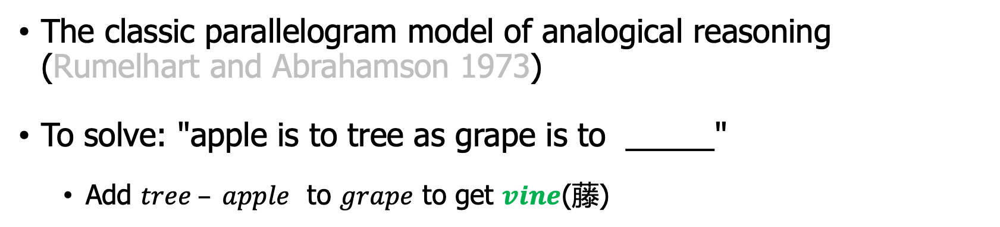 • The classic parallelogram model of analogical reasoning
(Rumelhart and Abrahamson 1973)
• To solve: "apple is to tree as grape is to _____"
• Add tree – apple to grape to get vine(藤)